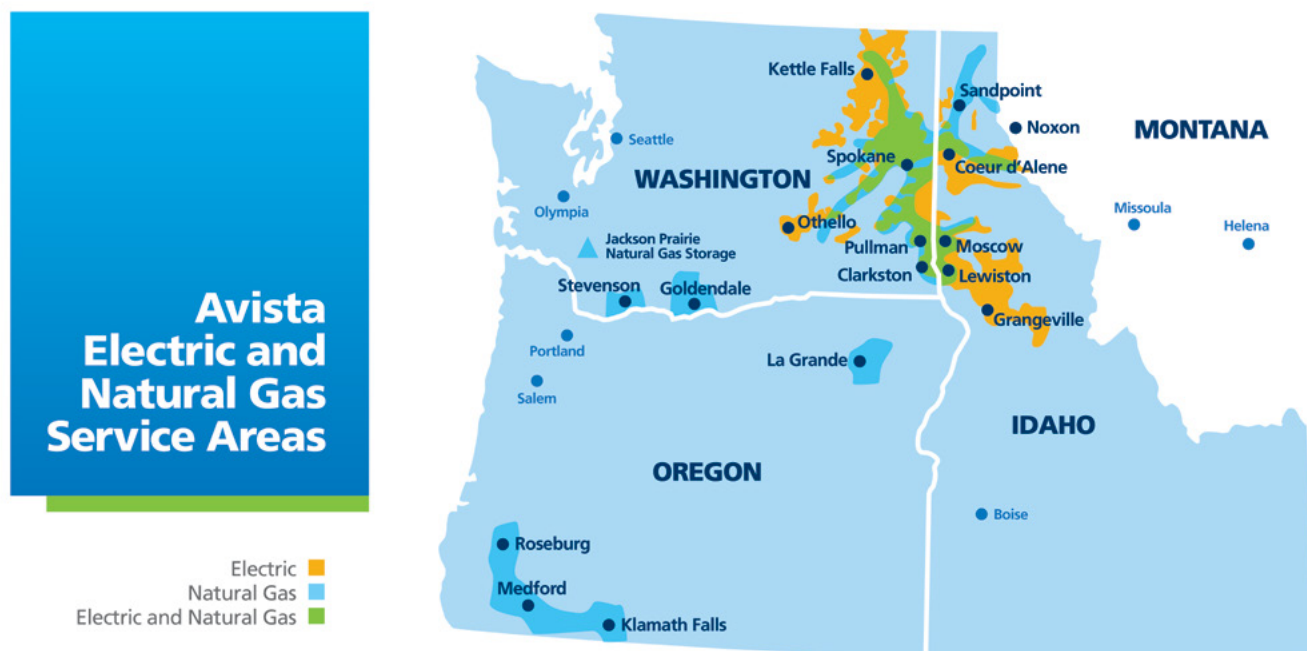 Avista
Electric and
Natural Gas
Service Areas
Electric
Natural Gas
Electric and Natural Gas
Kettle Falls
Sandpoint
Noxon
MONTANA
Seattle
Spokane
Coeur d'Alene
WASHINGTON
Olympia
Missoula
Helena
Othello
Jackson Prairie
Natural Gas Storage
Pullman
Moscow
Clarkston
Lewiston
Stevenson
Goldendale
Grangeville
Portland
La Grande
Salem
IDAHO
OREGON
Boise
Roseburg
Medford
Klamath Falls